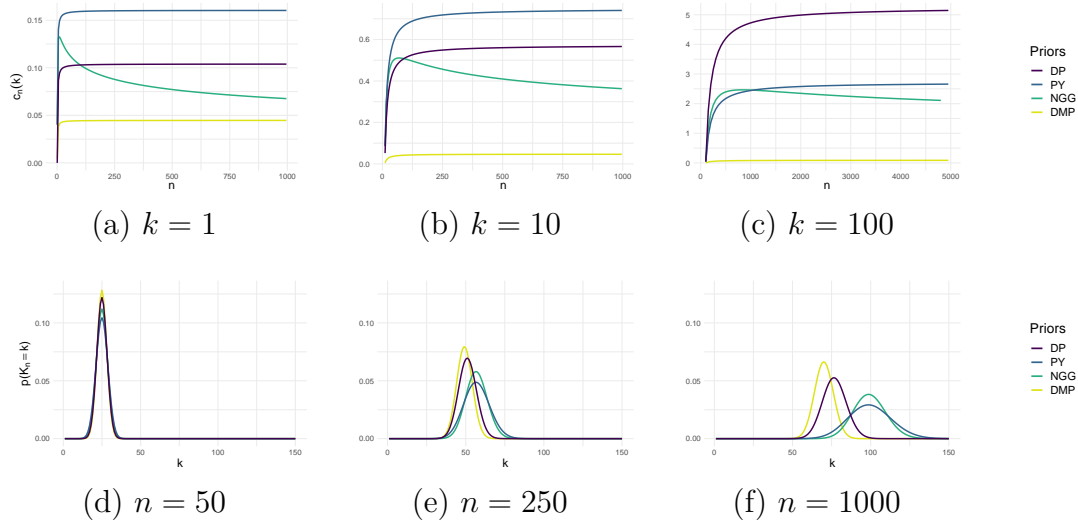 c_n(k)
0.15
0.10
0.05
0.00
0 250 500 750 1000
n
(a) k = 1
0.6
0.4
0.2
0.0
0 250 500 750 1000
n
(b) k = 10
5
4
3
2
1
0
0 1000 2000 3000 4000 5000
n
(c) k = 100
Priors
DP
PY
NGG
DMP
p(K_n = k)
0.10
0.05
0.00
0 50 100 150
k
(d) n = 50
0.10
0.05
0.00
0 50 100 150
k
(e) n = 250
0.10
0.05
0.00
0 50 100 150
k
(f) n = 1000
Priors
DP
PY
NGG
DMP